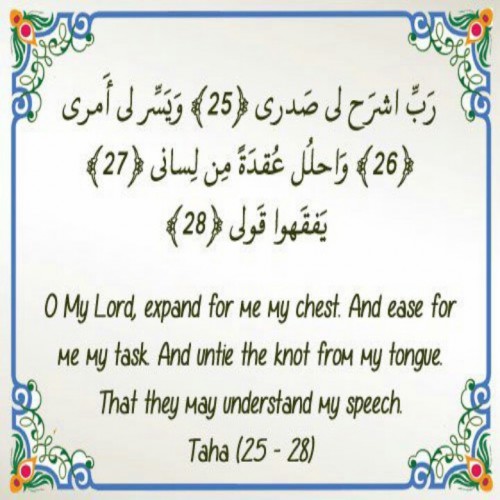 رَبِّ اشرَح لى صَدرى ﴿25﴾ وَيَسِّر لى أَمرى
﴿26﴾ وَاحلُل عُقدَةً مِن لِسانى ﴿27﴾
يَفقَهوا قَولى ﴿28﴾
O My Lord, expand for me my chest. And ease for
me my task. And untie the knot from my tongue.
That they may understand my speech.
Taha (25 - 28)